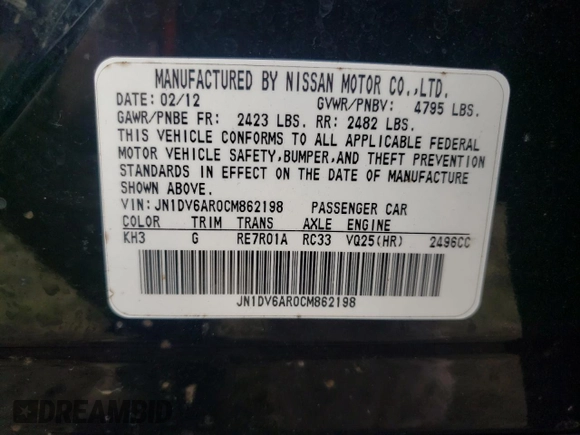 MANUFACTURED BY NISSAN MOTOR CO.,LTD.
DATE: 02/12 GVWR/PNBV: 4795 LBS.
GAWR/PNBE FR: 2423 LBS. RR: 2482 LBS.
THIS VEHICLE CONFORMS TO ALL APPLICABLE FEDERAL
MOTOR VEHICLE SAFETY,BUMPER,AND THEFT PREVENTION
STANDARDS IN EFFECT ON THE DATE OF MANUFACTURE
SHOWN ABOVE.
VIN: JN1DV6AR0CM862198 PASSENGER CAR
COLOR TRIM TRANS AXLE ENGINE
KH3 G RE7R01A RC33 VQ25(HR) 2496CC
JN1DV6AR0CM862198
DREAMBID